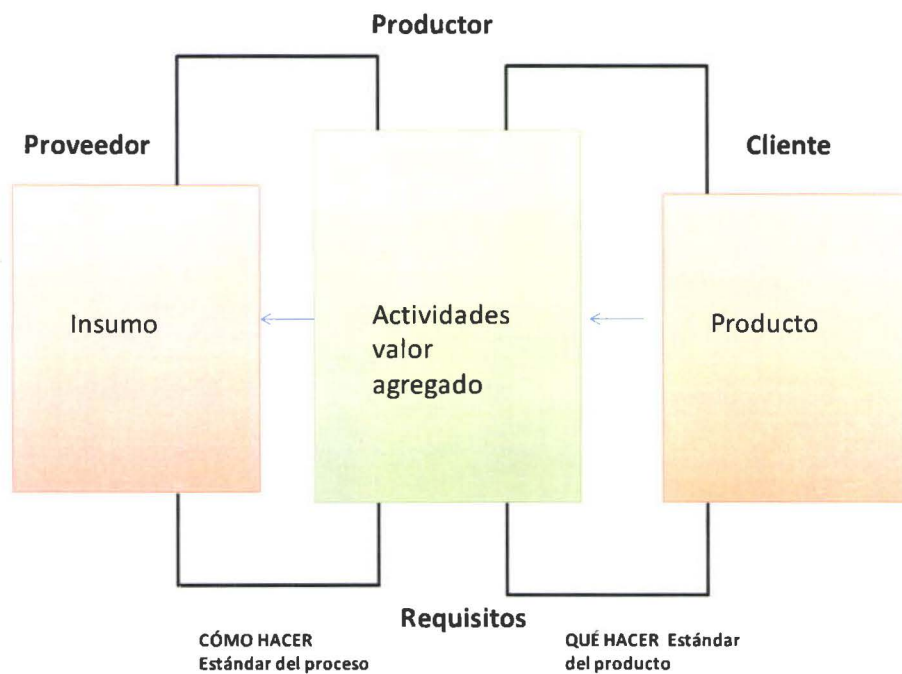 Productor
Proveedor
Cliente
Insumo
Actividades
valor
agregado
Producto
Requisitos
CÓMO HACER
Estándar del proceso
QUÉ HACER Estándar
del producto